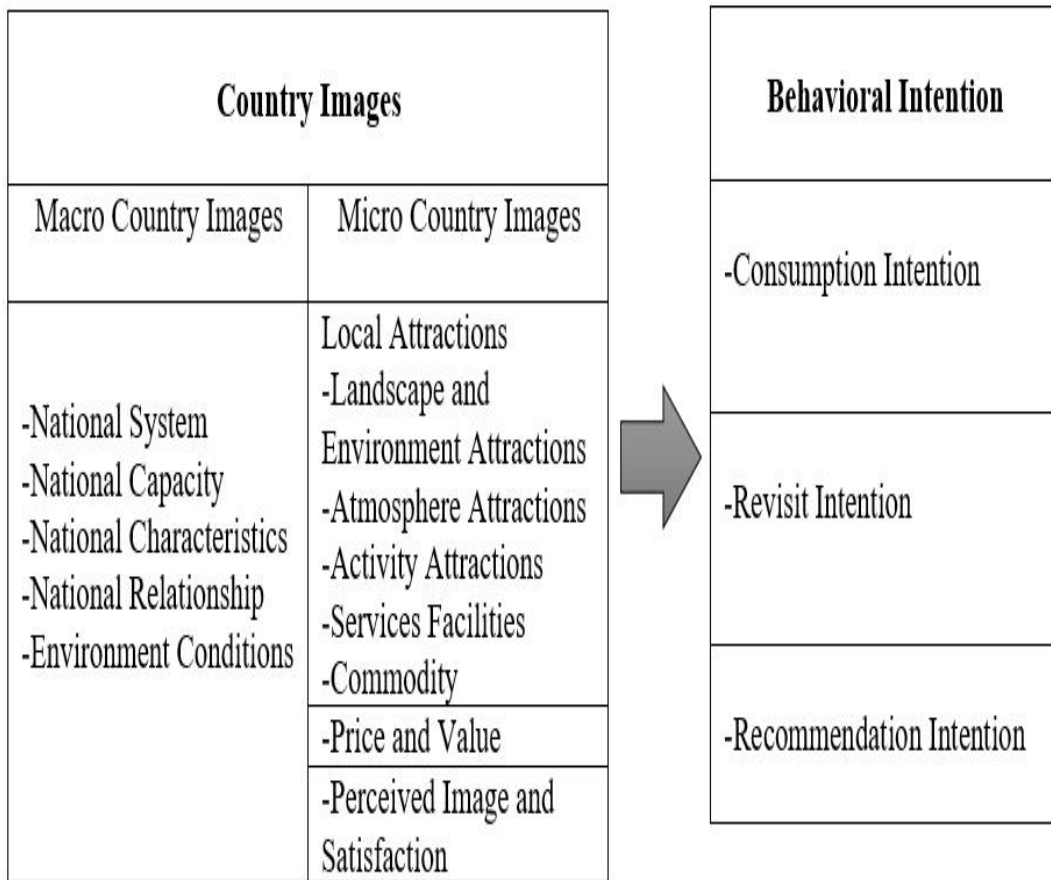 Country Images
Macro Country Images
-National System
-National Capacity
-National Characteristics
-National Relationship
-Environment Conditions
Micro Country Images
Local Attractions
-Landscape and
Environment Attractions
-Atmosphere Attractions
-Activity Attractions
-Services Facilities
-Commodity
-Price and Value
-Perceived Image and
Satisfaction
Behavioral Intention
-Consumption Intention
-Revisit Intention
-Recommendation Intention